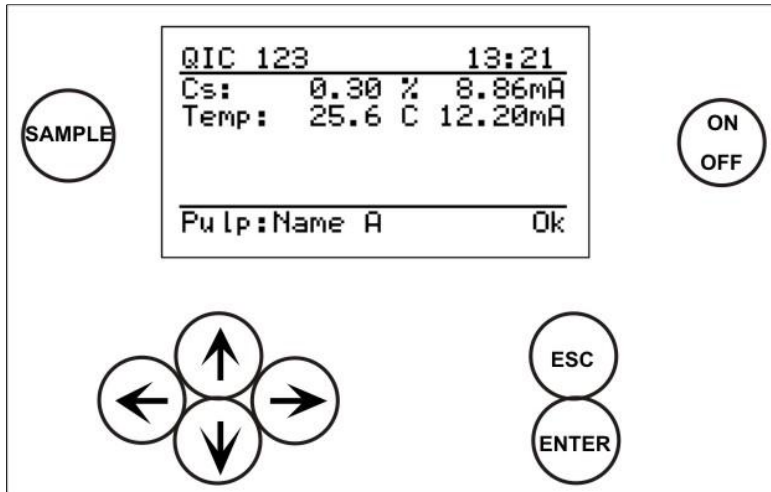 QIC 123 13:21
Cs: 0.30 % 8.86mA
Temp: 25.6 C 12.20mA
SAMPLE
ON
OFF
Pulp:Name A Ok
ESC
ENTER